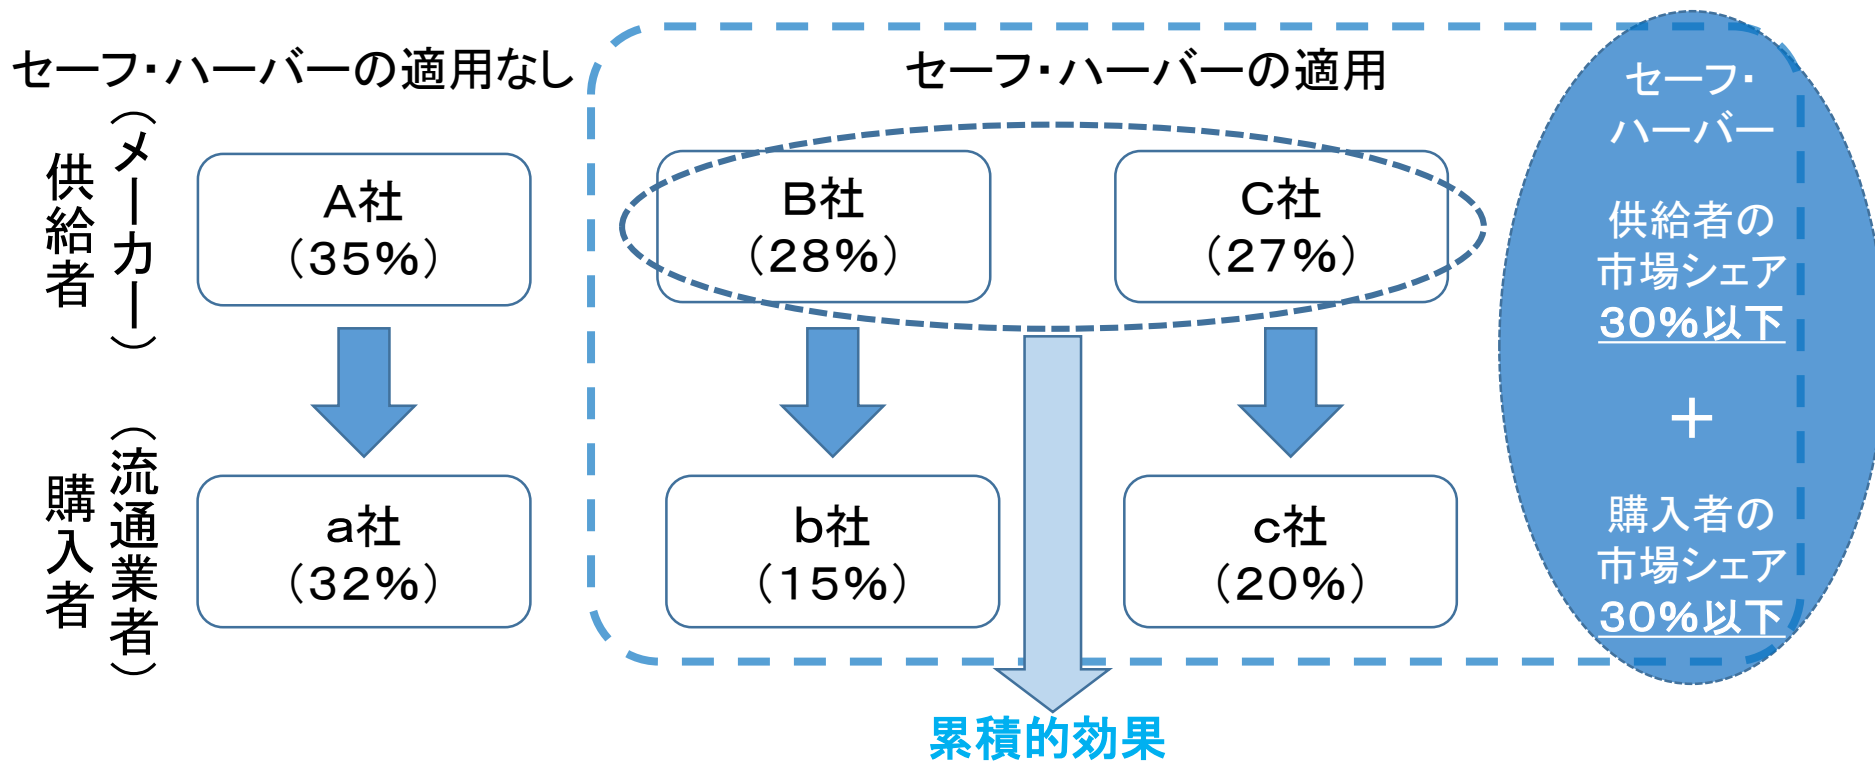 セーフ・ハーバーの適用なし
セーフ・ハーバーの適用
供給者
（メーカー）
A社
（35%）
B社
（28%）
C社
（27%）
購入者
（流通業者）
a社
（32%）
b社
（15%）
c社
（20%）
累積的効果
セーフ・
ハーバー
供給者の
市場シェア
30%以下
＋
購入者の
市場シェア
30%以下